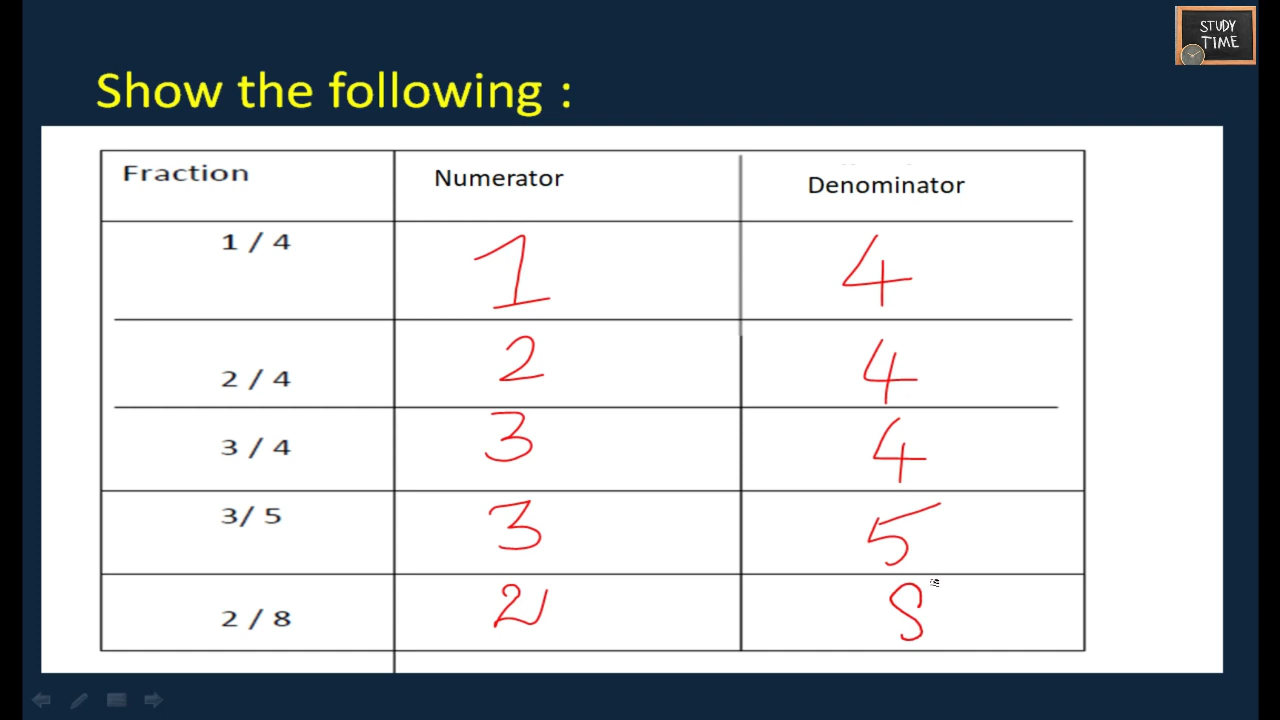 STUDY
TIME
Show the following :
Fraction Numerator Denominator
1 / 4 1 4
2 / 4 2 4
3 / 4 3 4
3/ 5 3 5
2 / 8 2 8